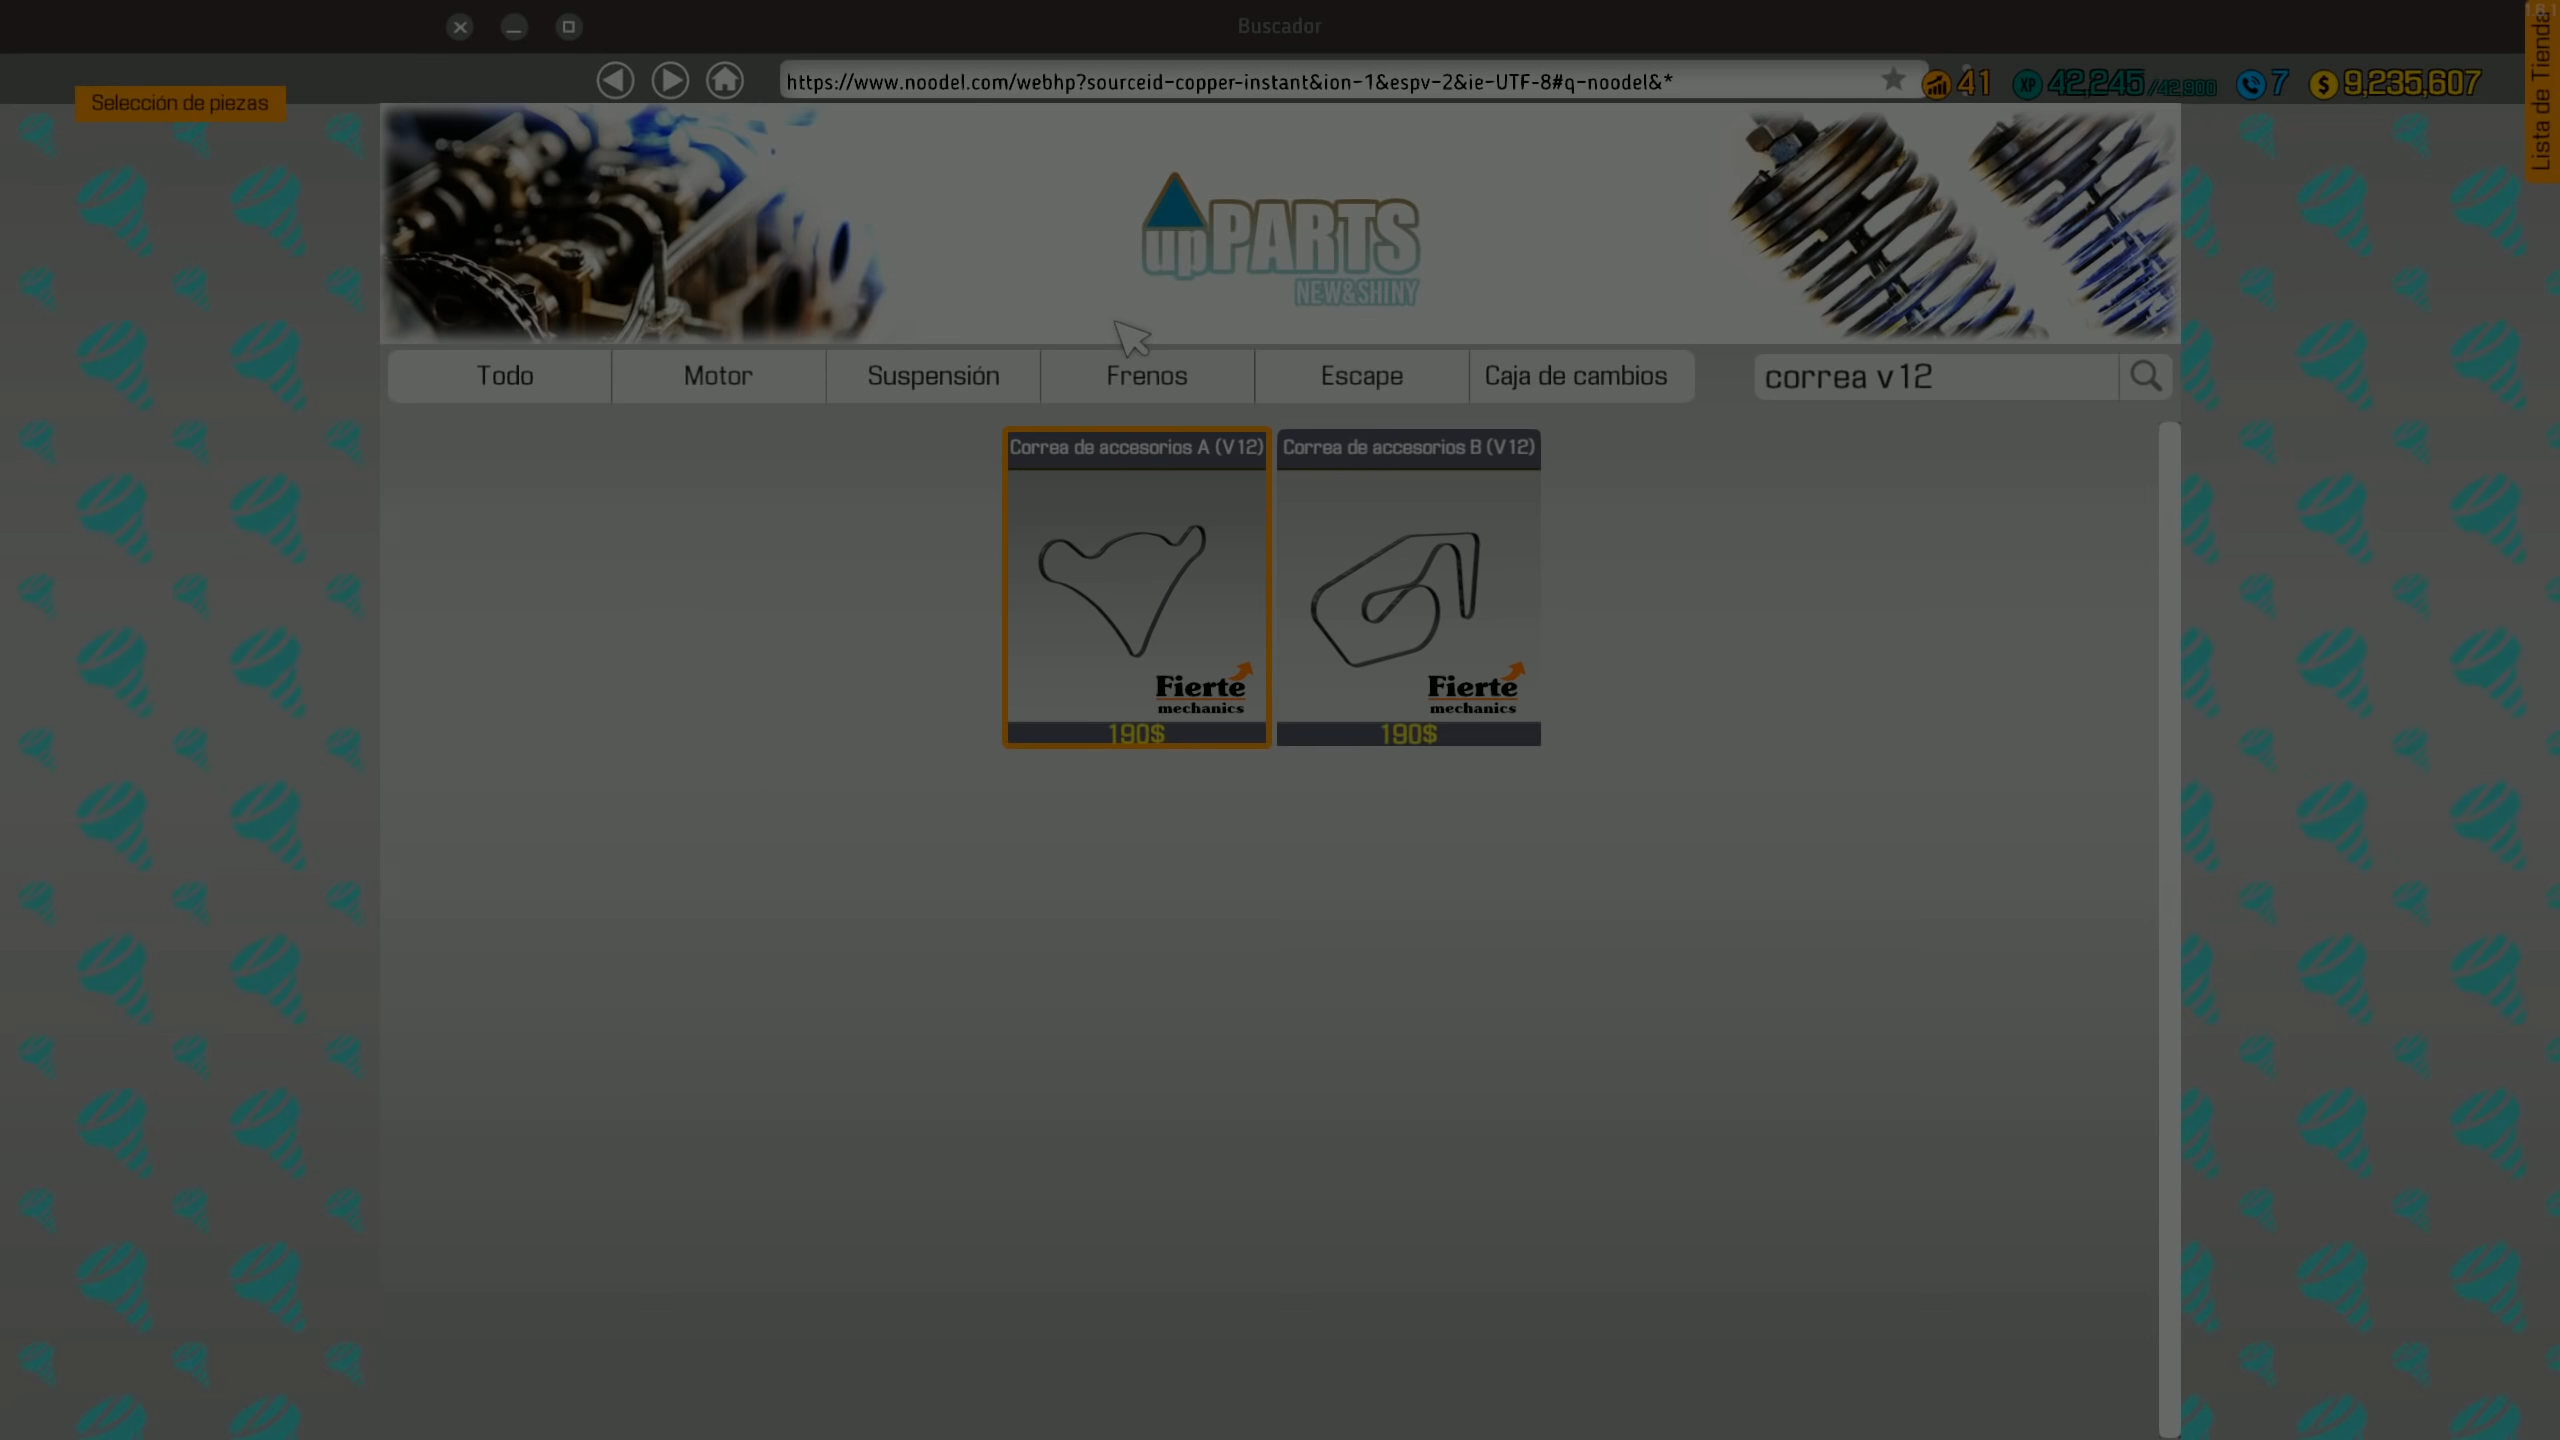 Buscador
https://www.noodel.com/webhp?sourceid-copper-instant&ion-1&espv-2&ie-UTF-8#q-noodel&*
41
XP 42,245/42,900
7
$ 9,235,607
Selección de piezas
Lista de Tienda
upPARTS
NEW&SHINY
Todo
Motor
Suspensión
Frenos
Escape
Caja de cambios
correa v12
Correa de accesorios A (V12)
Correa de accesorios B (V12)
Fierte
mechanics
Fierte
mechanics
190$
190$